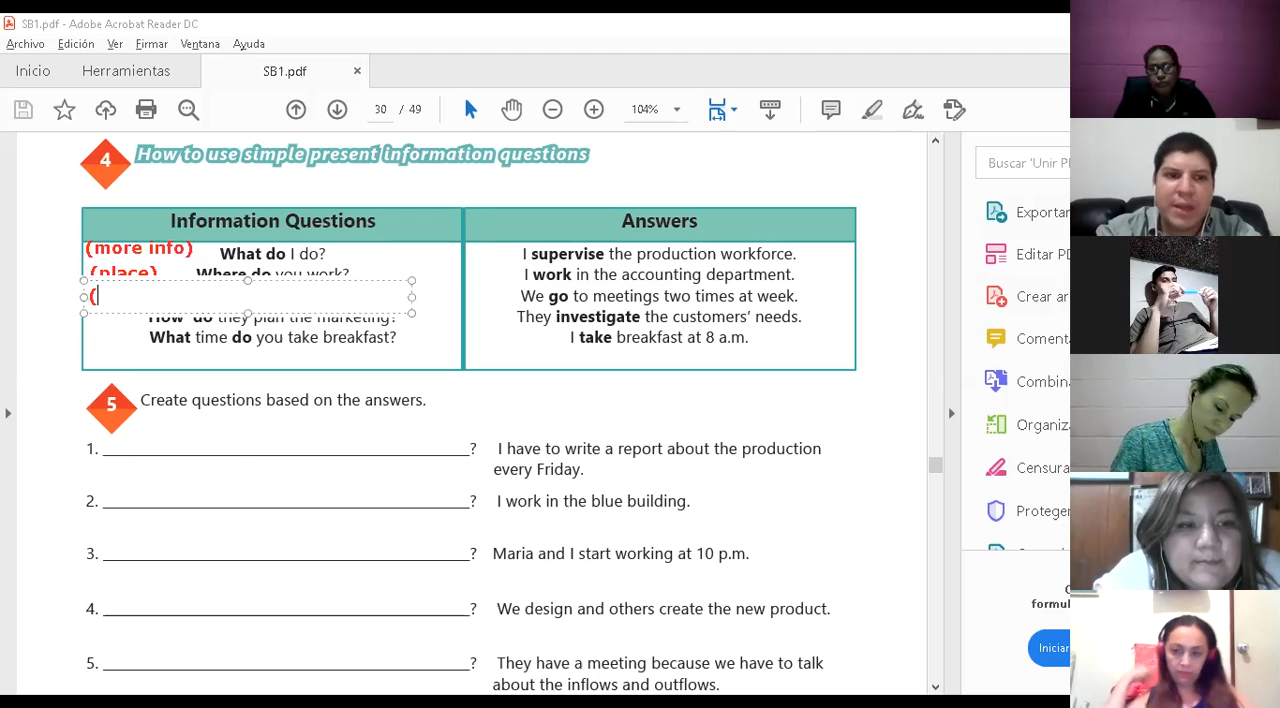 SB1.pdf - Adobe Acrobat Reader DC
Archivo Edición Ver Firmar Ventana Ayuda
Inicio Herramientas SB1.pdf ×
30 / 49 104%
4 How to use simple present information questions
Buscar 'Unir PD
Information Questions Answers
(more info) What do I do? I supervise the production workforce.
(place) Where do you work? I work in the accounting department.
( We go to meetings two times at week.
How do they plan the marketing? They investigate the customers' needs.
What time do you take breakfast? I take breakfast at 8 a.m.
5 Create questions based on the answers.
1. ? I have to write a report about the production
every Friday.
2. ? I work in the blue building.
3. ? Maria and I start working at 10 p.m.
4. ? We design and others create the new product.
5. ? They have a meeting because we have to talk
about the inflows and outflows.
Exportar
Editar PD
Crear ar
Comenta
Combina
Organiza
Censura
Proteger
formul
Iniciar